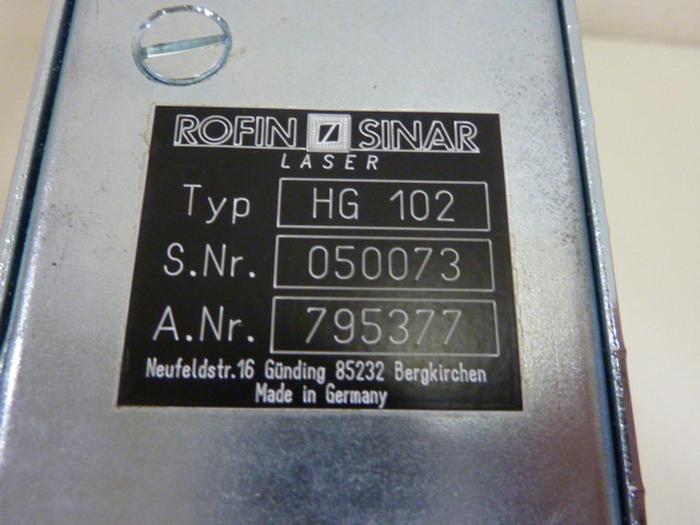 ROFIN SINAR
LASER
Typ HG 102
S.Nr. 050073
A.Nr. 795377
Neufeldstr.16 Günding 85232 Bergkirchen
Made in Germany